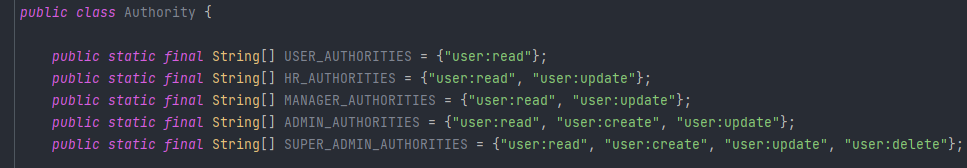 public class Authority {
public static final String[] USER_AUTHORITIES = {"user:read"};
public static final String[] HR_AUTHORITIES = {"user:read", "user:update"};
public static final String[] MANAGER_AUTHORITIES = {"user:read", "user:update"};
public static final String[] ADMIN_AUTHORITIES = {"user:read", "user:create", "user:update"};
public static final String[] SUPER_ADMIN_AUTHORITIES = {"user:read", "user:create", "user:update", "user:delete"};